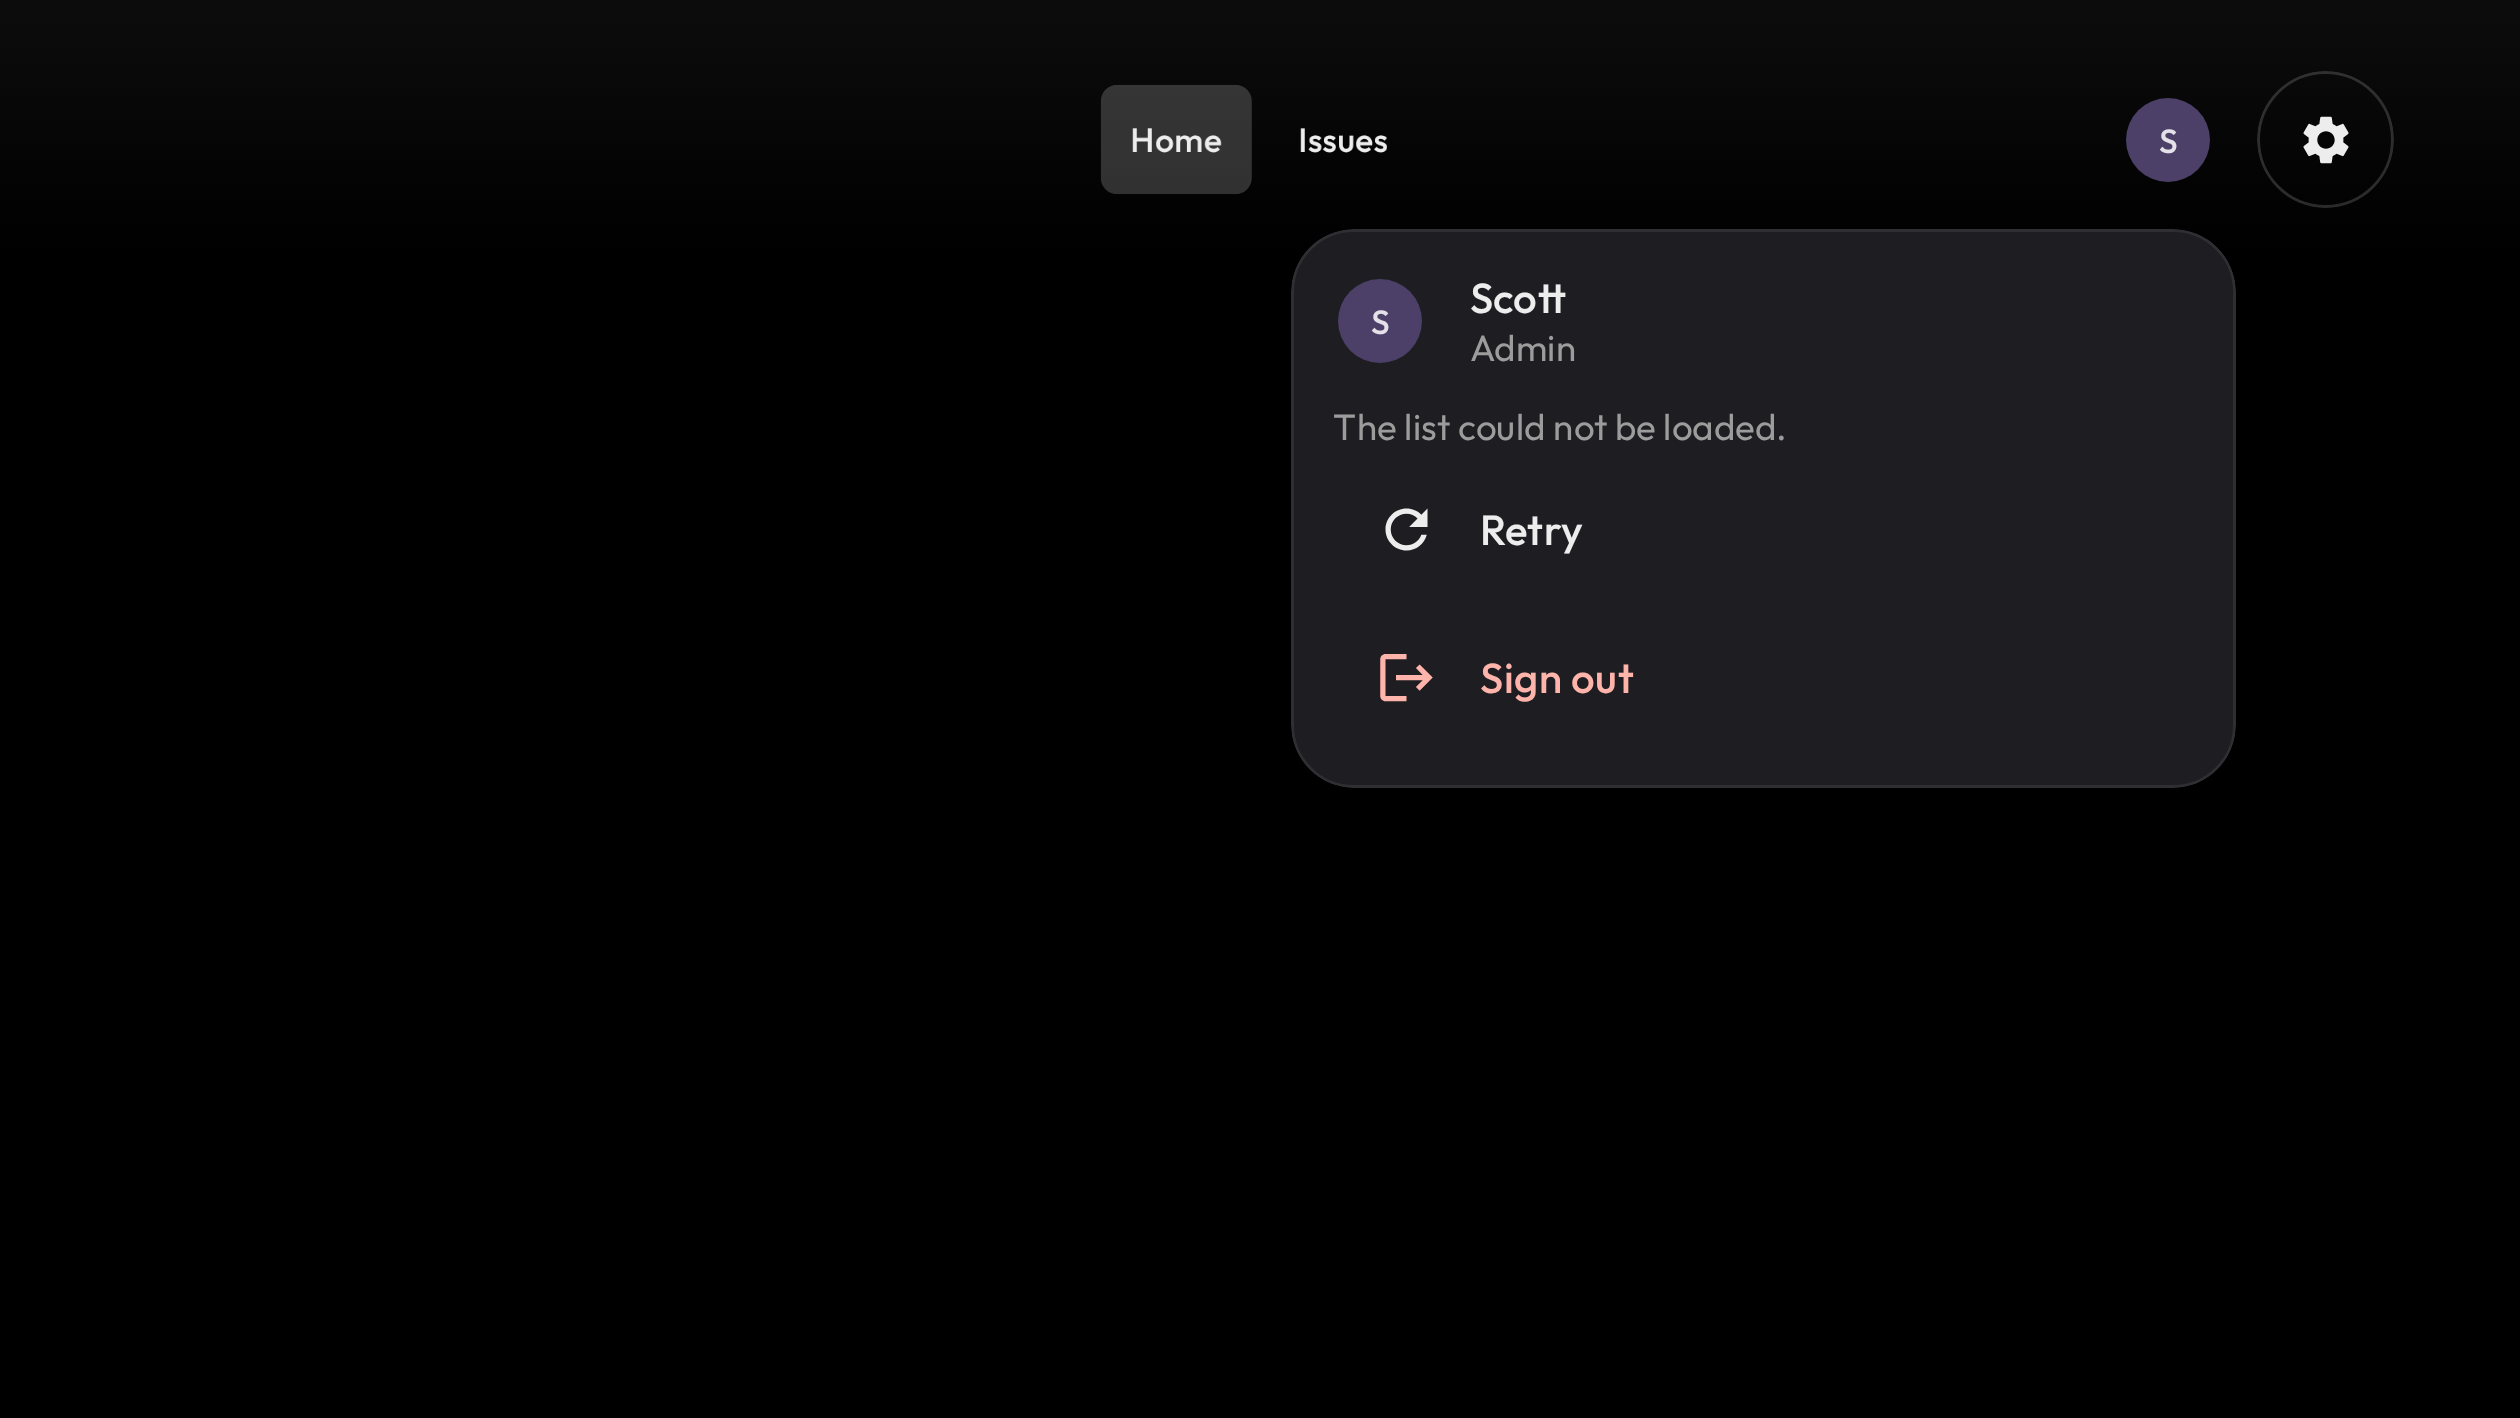 Home
Issues
S
S
Scott
Admin
The list could not be loaded.
Retry
Sign out